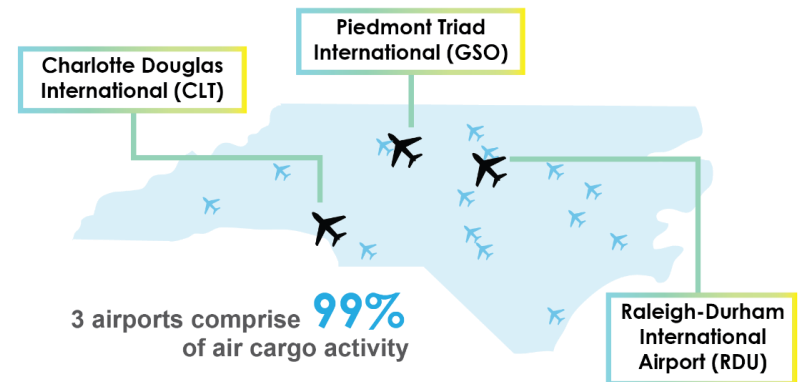 Piedmont Triad
International (GSO)
Charlotte Douglas
International (CLT)
3 airports comprise 99%
of air cargo activity
Raleigh-Durham
International
Airport (RDU)